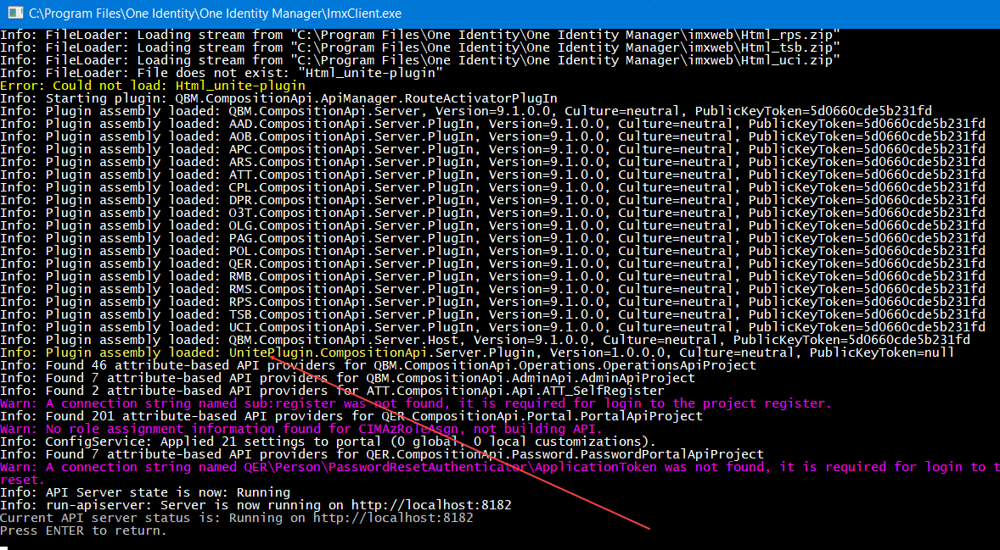 C:\Program Files\One Identity\One Identity Manager\ImxClient.exe
Info: FileLoader: Loading stream from "C:\Program Files\One Identity\One Identity Manager\imxweb\Html_rps.zip"
Info: FileLoader: Loading stream from "C:\Program Files\One Identity\One Identity Manager\imxweb\Html_tsb.zip"
Info: FileLoader: Loading stream from "C:\Program Files\One Identity\One Identity Manager\imxweb\Html_uci.zip"
Info: FileLoader: File does not exist: "Html_unite-plugin"
Error: Could not load: Html_unite-plugin
Info: Starting plugin: QBM.CompositionApi.ApiManager.RouteActivatorPlugIn
Info: Plugin assembly loaded: QBM.CompositionApi.Server, Version=9.1.0.0, Culture=neutral, PublicKeyToken=5d0660cde5b231fd
Info: Plugin assembly loaded: AAD.CompositionApi.Server.PlugIn, Version=9.1.0.0, Culture=neutral, PublicKeyToken=5d0660cde5b231fd
Info: Plugin assembly loaded: AOB.CompositionApi.Server.PlugIn, Version=9.1.0.0, Culture=neutral, PublicKeyToken=5d0660cde5b231fd
Info: Plugin assembly loaded: APC.CompositionApi.Server.PlugIn, Version=9.1.0.0, Culture=neutral, PublicKeyToken=5d0660cde5b231fd
Info: Plugin assembly loaded: ARS.CompositionApi.Server.PlugIn, Version=9.1.0.0, Culture=neutral, PublicKeyToken=5d0660cde5b231fd
Info: Plugin assembly loaded: ATT.CompositionApi.Server.PlugIn, Version=9.1.0.0, Culture=neutral, PublicKeyToken=5d0660cde5b231fd
Info: Plugin assembly loaded: CPL.CompositionApi.Server.PlugIn, Version=9.1.0.0, Culture=neutral, PublicKeyToken=5d0660cde5b231fd
Info: Plugin assembly loaded: DPR.CompositionApi.Server.PlugIn, Version=9.1.0.0, Culture=neutral, PublicKeyToken=5d0660cde5b231fd
Info: Plugin assembly loaded: O3T.CompositionApi.Server.PlugIn, Version=9.1.0.0, Culture=neutral, PublicKeyToken=5d0660cde5b231fd
Info: Plugin assembly loaded: OLG.CompositionApi.Server.PlugIn, Version=9.1.0.0, Culture=neutral, PublicKeyToken=5d0660cde5b231fd
Info: Plugin assembly loaded: PAG.CompositionApi.Server.PlugIn, Version=9.1.0.0, Culture=neutral, PublicKeyToken=5d0660cde5b231fd
Info: Plugin assembly loaded: POL.CompositionApi.Server.PlugIn, Version=9.1.0.0, Culture=neutral, PublicKeyToken=5d0660cde5b231fd
Info: Plugin assembly loaded: QER.CompositionApi.Server.PlugIn, Version=9.1.0.0, Culture=neutral, PublicKeyToken=5d0660cde5b231fd
Info: Plugin assembly loaded: RMB.CompositionApi.Server.PlugIn, Version=9.1.0.0, Culture=neutral, PublicKeyToken=5d0660cde5b231fd
Info: Plugin assembly loaded: RMS.CompositionApi.Server.PlugIn, Version=9.1.0.0, Culture=neutral, PublicKeyToken=5d0660cde5b231fd
Info: Plugin assembly loaded: RPS.CompositionApi.Server.PlugIn, Version=9.1.0.0, Culture=neutral, PublicKeyToken=5d0660cde5b231fd
Info: Plugin assembly loaded: TSB.CompositionApi.Server.PlugIn, Version=9.1.0.0, Culture=neutral, PublicKeyToken=5d0660cde5b231fd
Info: Plugin assembly loaded: UCI.CompositionApi.Server.PlugIn, Version=9.1.0.0, Culture=neutral, PublicKeyToken=5d0660cde5b231fd
Info: Plugin assembly loaded: QBM.CompositionApi.Server.Host, Version=9.1.0.0, Culture=neutral, PublicKeyToken=5d0660cde5b231fd
Info: Plugin assembly loaded: UnitePlugin.CompositionApi.Server.Plugin, Version=1.0.0.0, Culture=neutral, PublicKeyToken=null
Info: Found 46 attribute-based API providers for QBM.CompositionApi.Operations.OperationsApiProject
Info: Found 7 attribute-based API providers for QBM.CompositionApi.AdminApi.AdminApiProject
Info: Found 2 attribute-based API providers for ATT.CompositionApi.Api.ATT_SelfRegister
Warn: A connection string named sub:register was not found, it is required for login to the project register.
Info: Found 201 attribute-based API providers for QER.CompositionApi.Portal.PortalApiProject
Warn: No role assignment information found for CIMAzRoleAsgn, not building API.
Info: ConfigService: Applied 21 settings to portal (0 global, 0 local customizations).
Info: Found 7 attribute-based API providers for QER.CompositionApi.Password.PasswordPortalApiProject
Warn: A connection string named QER\Person\PasswordResetAuthenticator\ApplicationToken was not found, it is required for login to t
reset.
Info: API Server state is now: Running
Info: run-apiserver: Server is now running on http://localhost:8182
Current API server status is: Running on http://localhost:8182
Press ENTER to return.